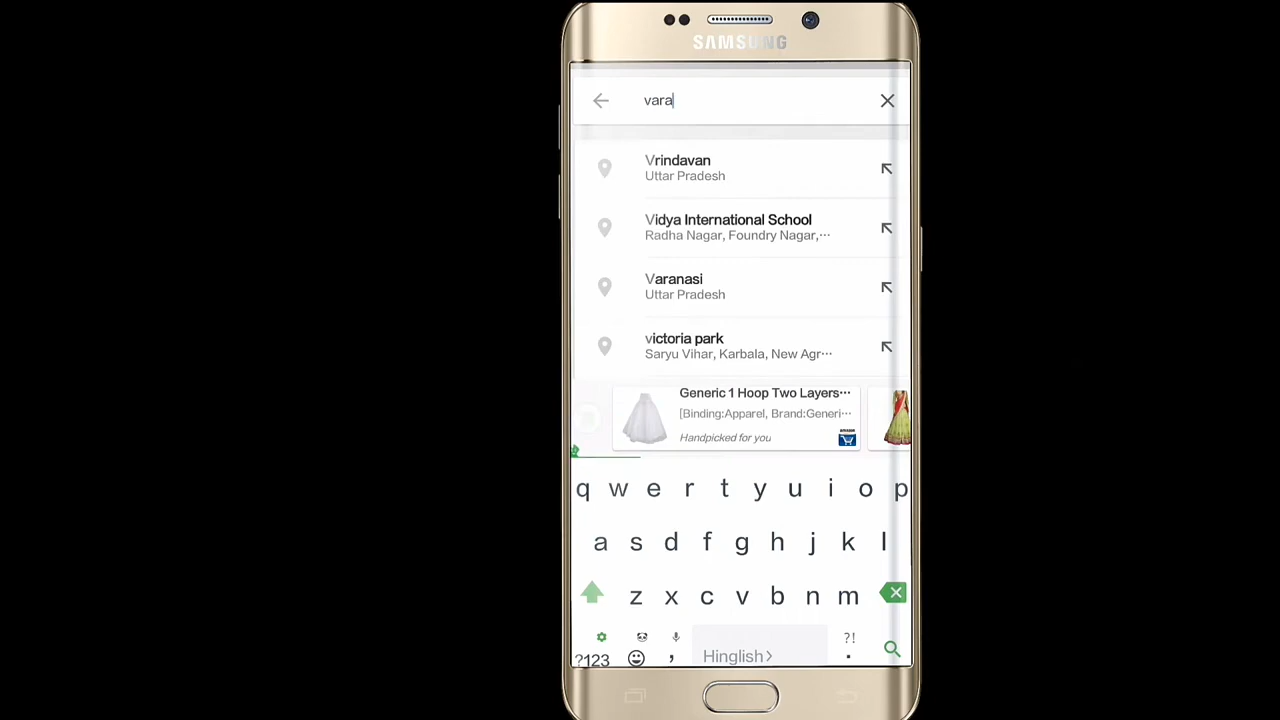 SAMSUNG
vara
Vrindavan
Uttar Pradesh
Vidya International School
Radha Nagar, Foundry Nagar,···
Varanasi
Uttar Pradesh
victoria park
Saryu Vihar, Karbala, New Agr···
Generic 1 Hoop Two Layers···
[Binding:Apparel, Brand:Generi···
Handpicked for you
amazon
q w e r t y u i o p
a s d f g h j k l
z x c v b n m
?!
?123 , Hinglish> .